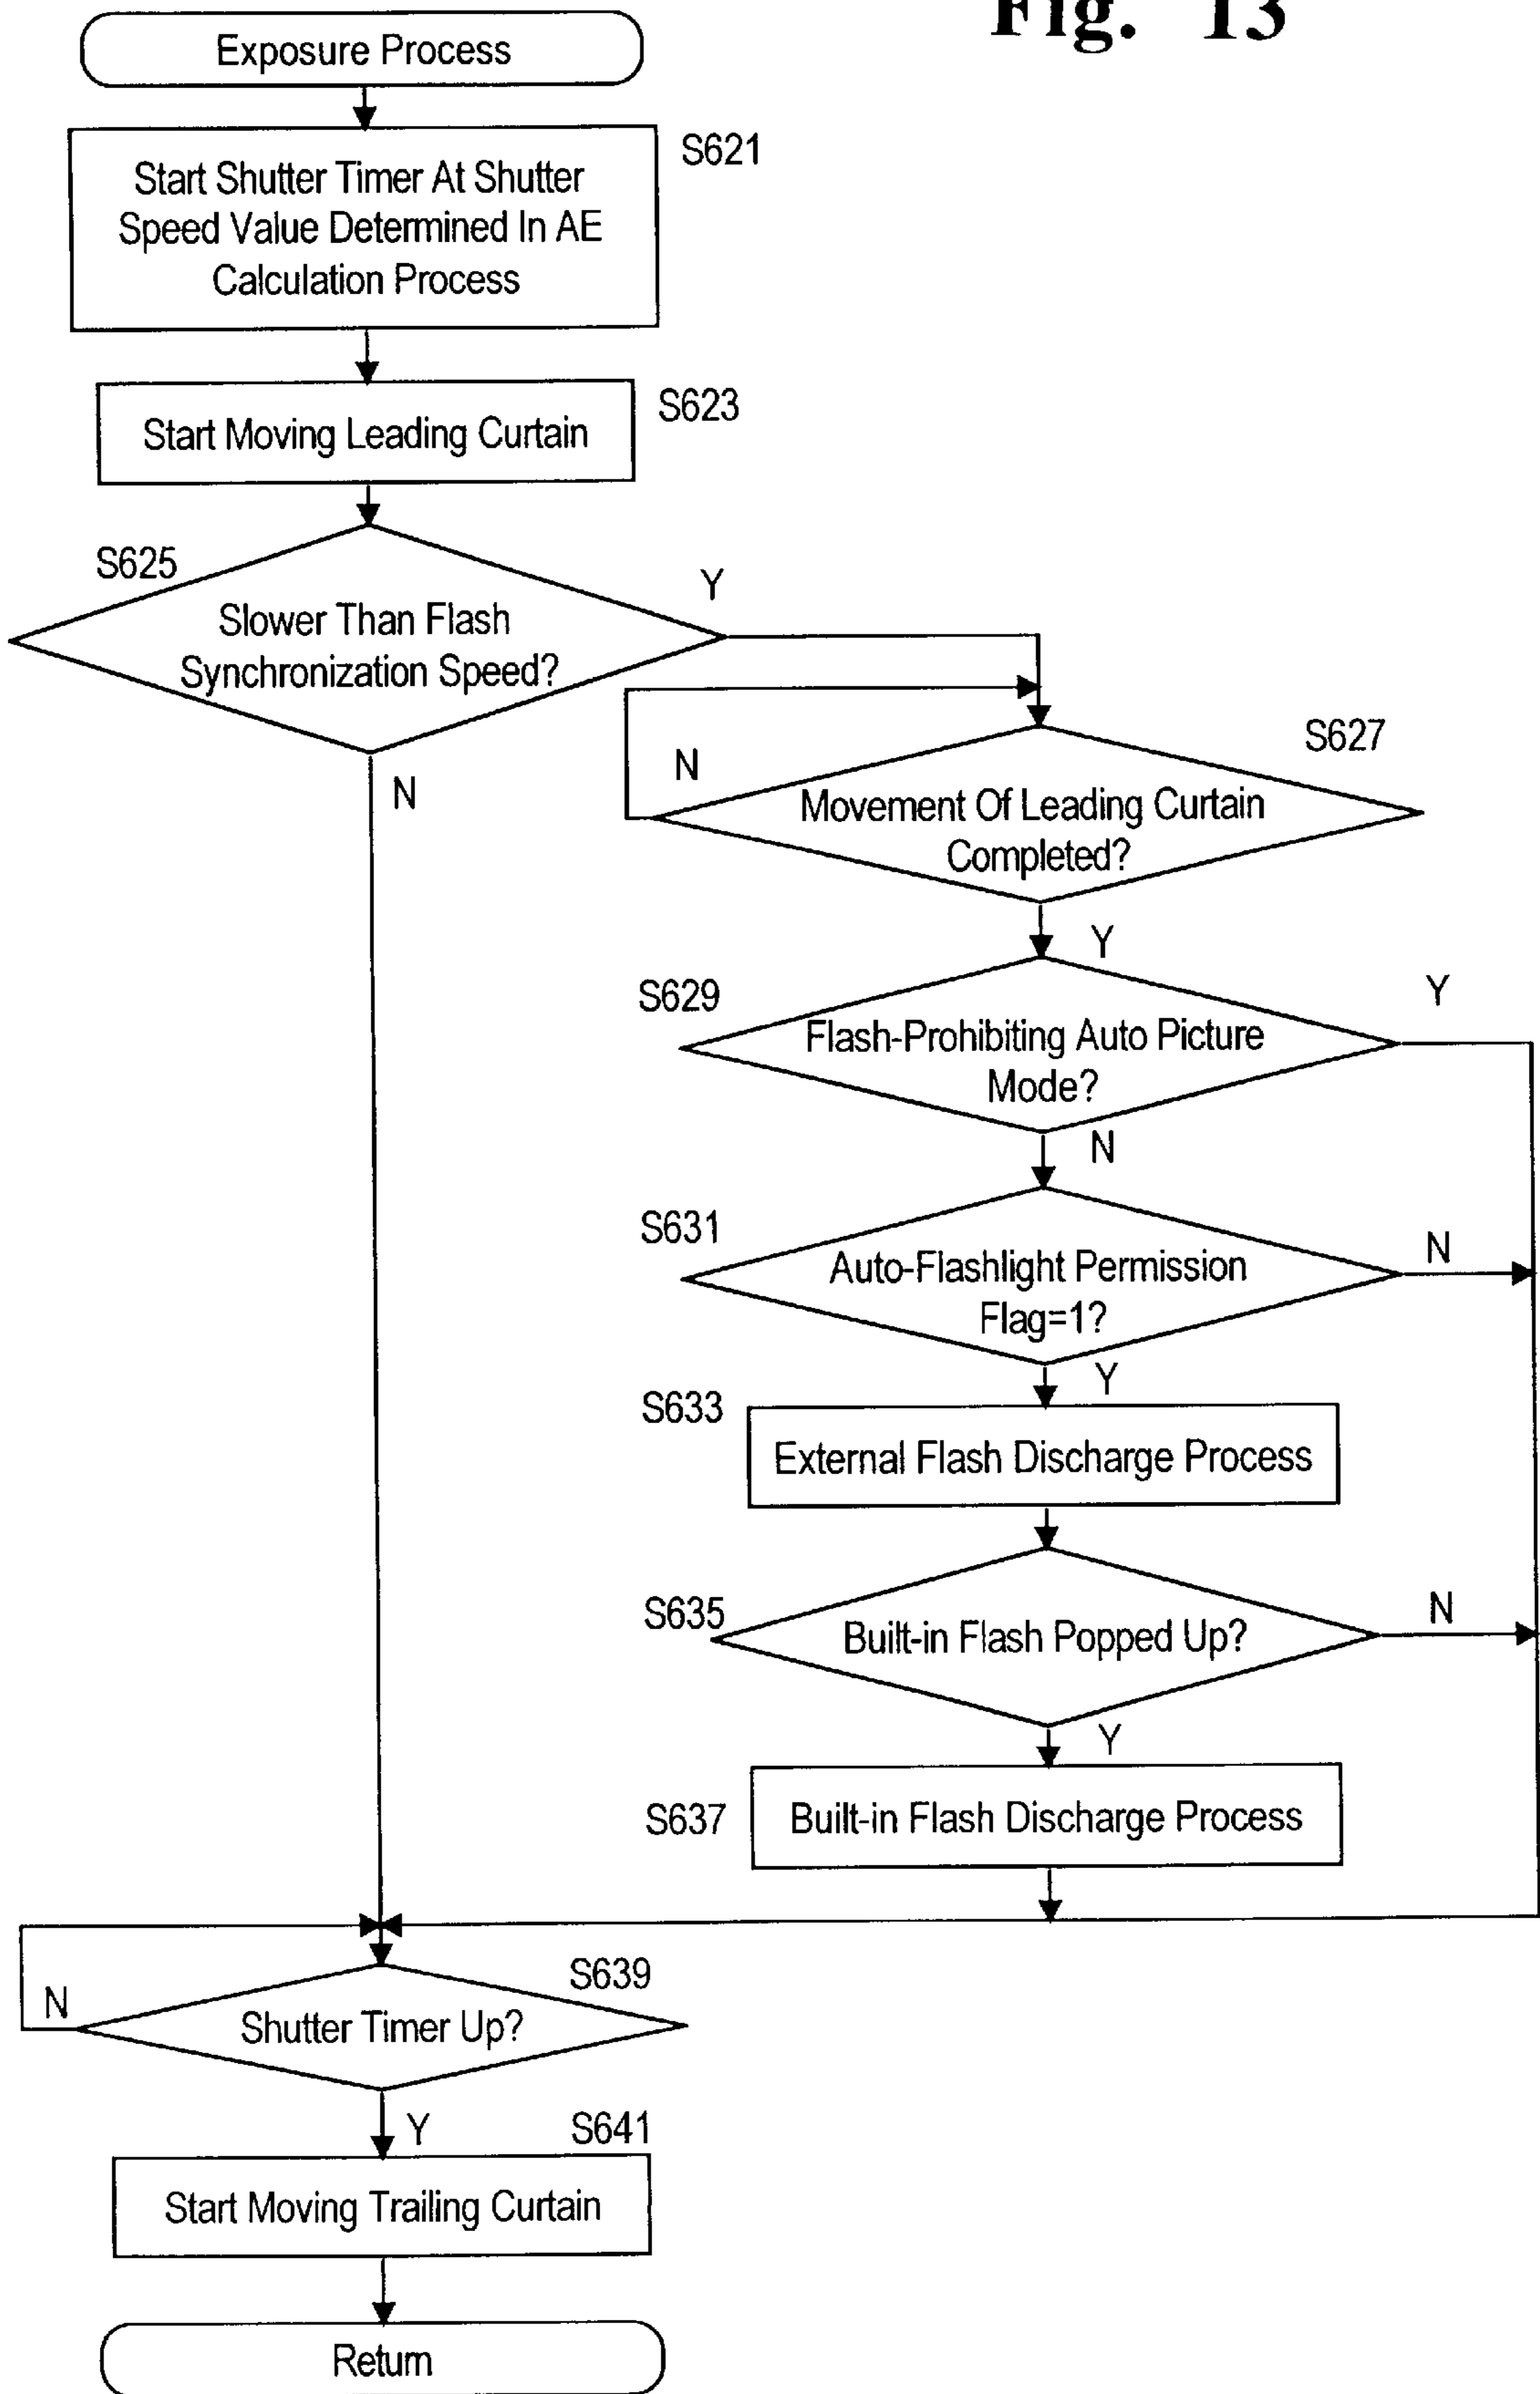 Fig. 13
Exposure Process
S621
Start Shutter Timer At Shutter
Speed Value Determined In AE
Calculation Process
S623
Start Moving Leading Curtain
S625
Y
Slower Than Flash
Synchronization Speed?
N
S627
N
Movement Of Leading Curtain
Completed?
Y
S629
Y
Flash-Prohibiting Auto Picture
Mode?
N
S631
N
Auto-Flashlight Permission
Flag=1?
Y
S633
External Flash Discharge Process
S635
N
Built-in Flash Popped Up?
Y
S637
Built-in Flash Discharge Process
S639
N
Shutter Timer Up?
Y
S641
Start Moving Trailing Curtain
Return